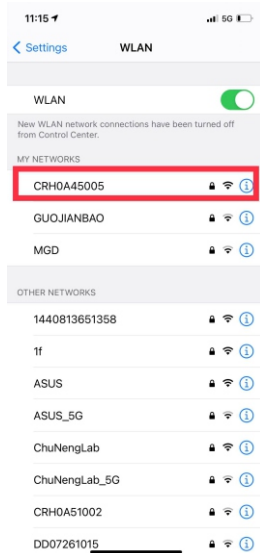 11:15
5G
Settings
WLAN
WLAN
New WLAN network connections have been turned off
from Control Center.
MY NETWORKS
CRH0A45005
GUOJIANBAO
MGD
OTHER NETWORKS
1440813651358
1f
ASUS
ASUS_5G
ChuNengLab
ChuNengLab_5G
CRH0A51002
DD07261015